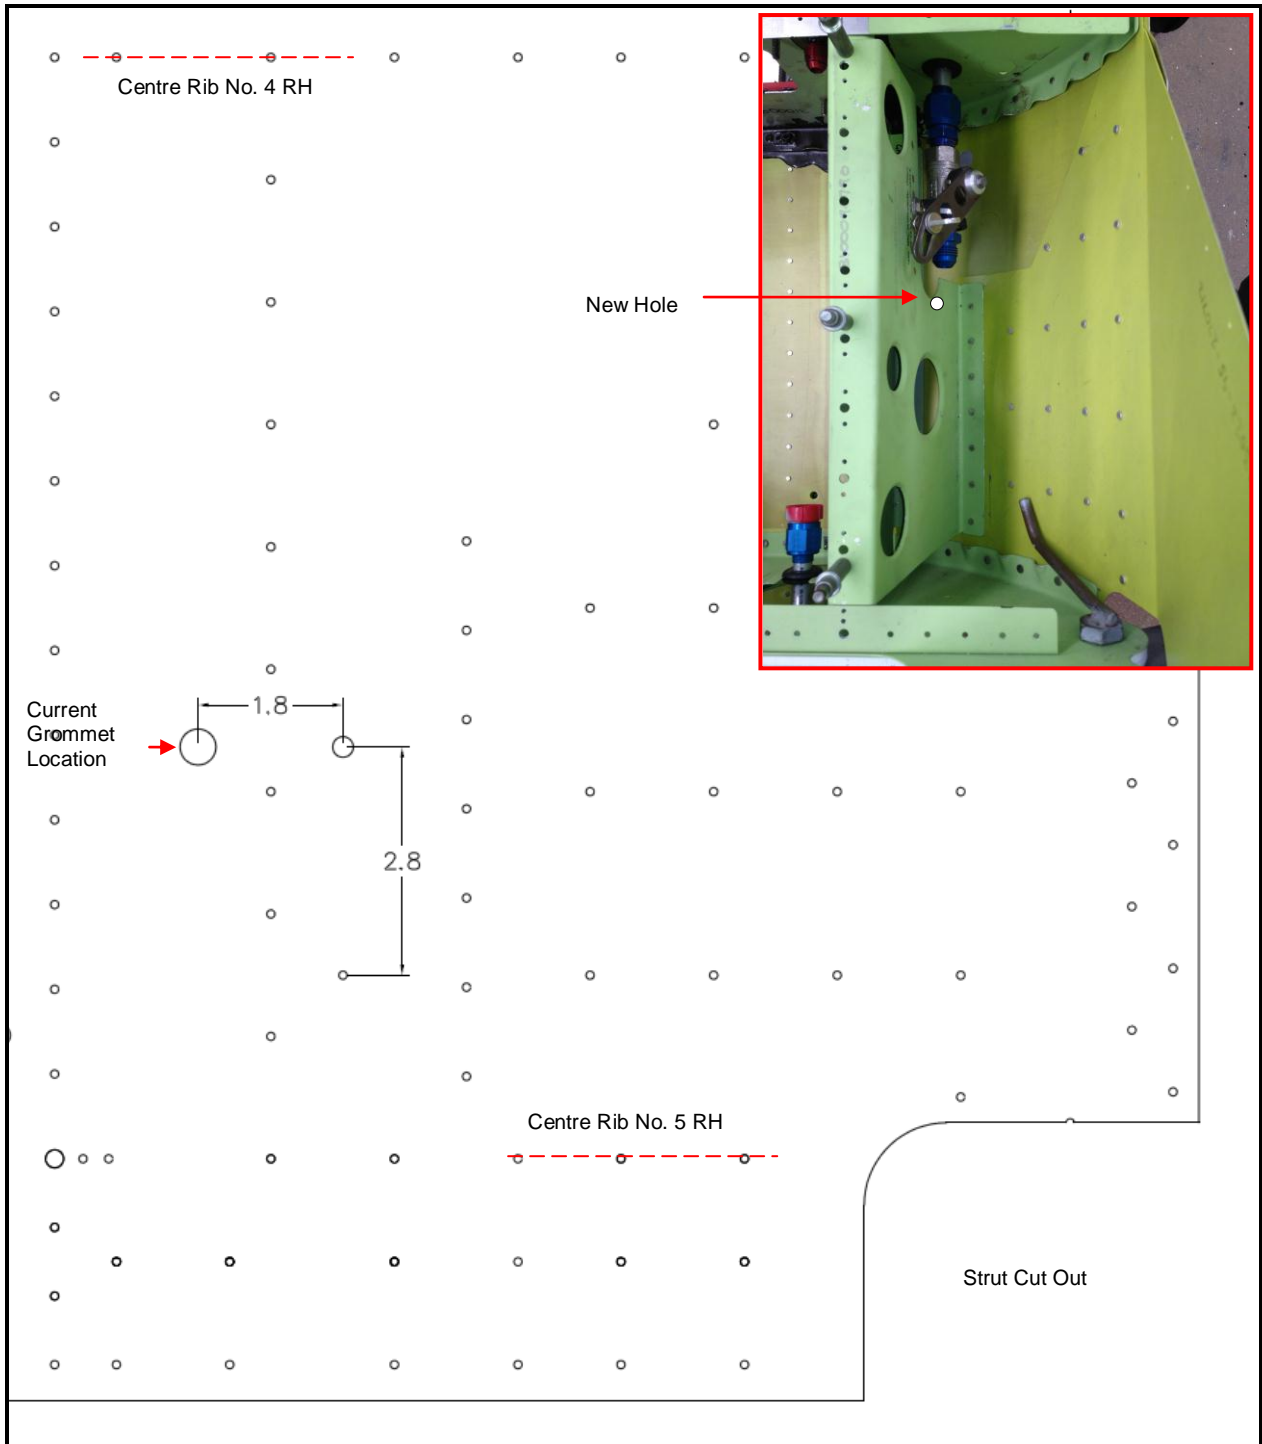 Centre Rib No. 4 RH
New Hole
Current
Grommet
Location
1.8
2.8
Centre Rib No. 5 RH
Strut Cut Out